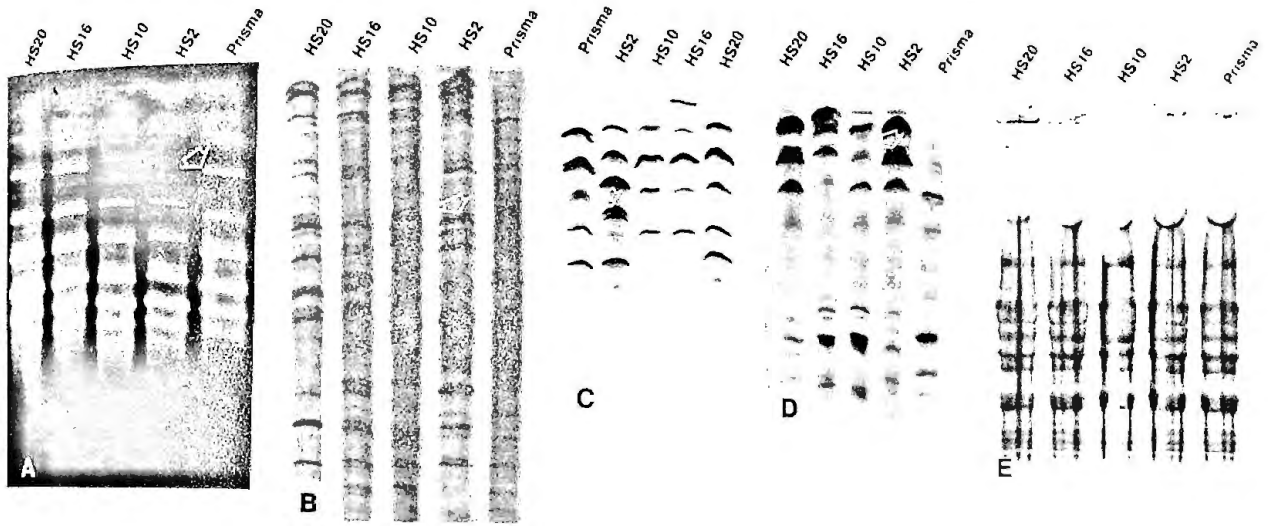 HS20 HS16 HS10 HS2 Prisma
A
HS20 HS16 HS10 HS2 Prisma
B
Prisma HS2 HS10 HS16 HS20
C
HS20 HS16 HS10 HS2 Prisma
D
HS20 HS16 HS10 HS2 Prisma
E